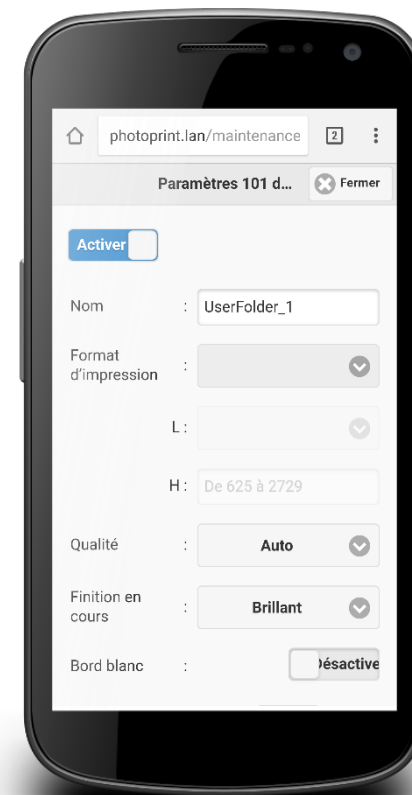 photoprint.lan/maintenance 2
Paramètres 101 d... Fermer
Activer
Nom : UserFolder_1
Format
d'impression :
L :
H : De 625 à 2729
Qualité : Auto
Finition en
cours : Brillant
Bord blanc : Désactive